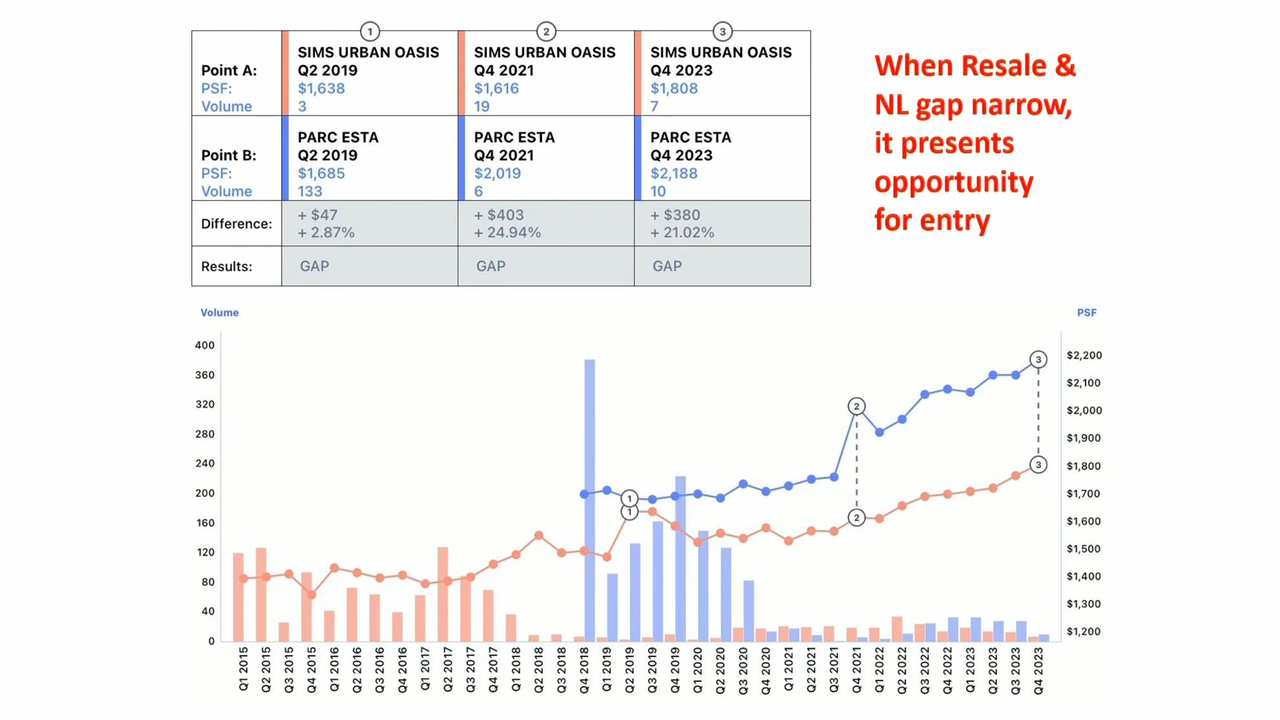 1 2 3
Point A:
PSF:
Volume
SIMS URBAN OASIS
Q2 2019
$1,638
3
SIMS URBAN OASIS
Q4 2021
$1,616
19
SIMS URBAN OASIS
Q4 2023
$1,808
7
Point B:
PSF:
Volume
PARC ESTA
Q2 2019
$1,685
133
PARC ESTA
Q4 2021
$2,019
6
PARC ESTA
Q4 2023
$2,188
10
Difference:
+ $47
+ 2.87%
+ $403
+ 24.94%
+ $380
+ 21.02%
Results:
GAP
GAP
GAP
When Resale &
NL gap narrow,
it presents
opportunity
for entry
Volume
PSF
400
360
320
280
240
200
160
120
80
40
0
1
1
2
2
3
3
$2,200
$2,100
$2,000
$1,900
$1,800
$1,700
$1,600
$1,500
$1,400
$1,300
$1,200
Q1 2015
Q2 2015
Q3 2015
Q4 2015
Q1 2016
Q2 2016
Q3 2016
Q4 2016
Q1 2017
Q2 2017
Q3 2017
Q4 2017
Q1 2018
Q2 2018
Q3 2018
Q4 2018
Q1 2019
Q2 2019
Q3 2019
Q4 2019
Q1 2020
Q2 2020
Q3 2020
Q4 2020
Q1 2021
Q2 2021
Q3 2021
Q4 2021
Q1 2022
Q2 2022
Q3 2022
Q4 2022
Q1 2023
Q2 2023
Q3 2023
Q4 2023